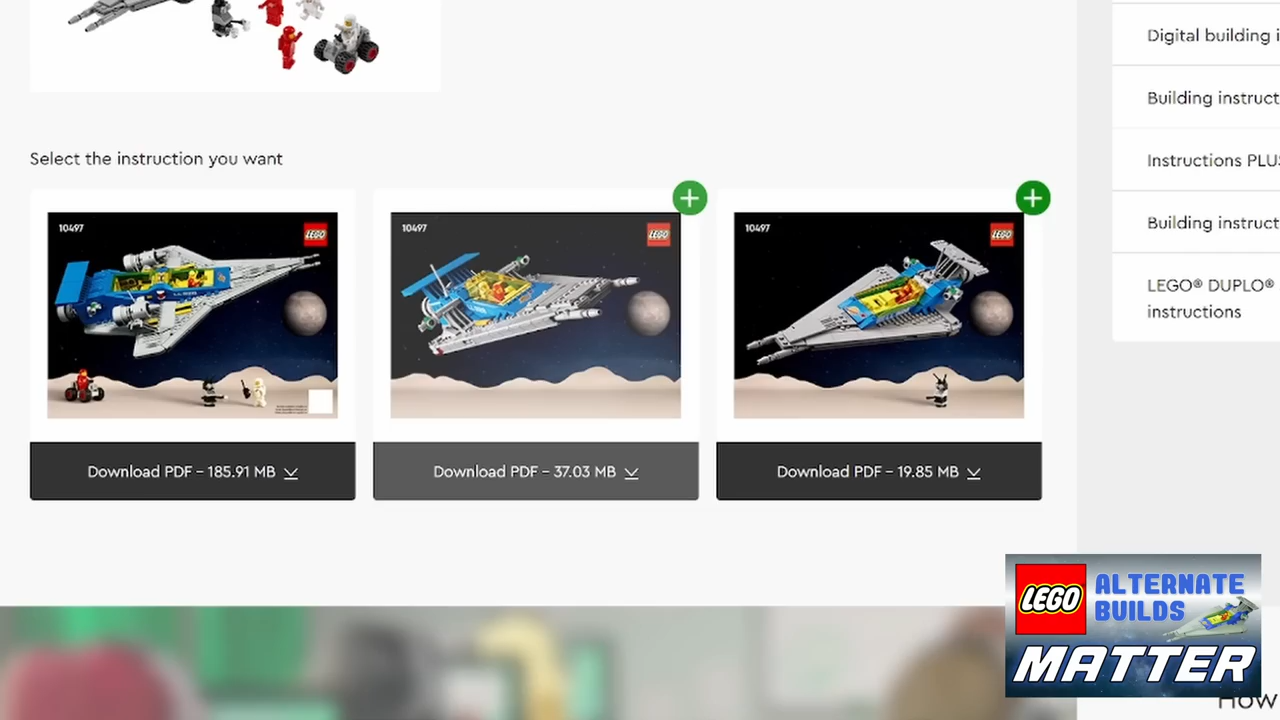 Select the instruction you want
10497
LEGO
10497
LEGO
10497
LEGO
Download PDF – 185.91 MB
Download PDF – 37.03 MB
Download PDF – 19.85 MB
Digital building i
Building instruct
Instructions PLUS
Building instruct
LEGO® DUPLO®
instructions
LEGO
ALTERNATE
BUILDS
MATTER
How